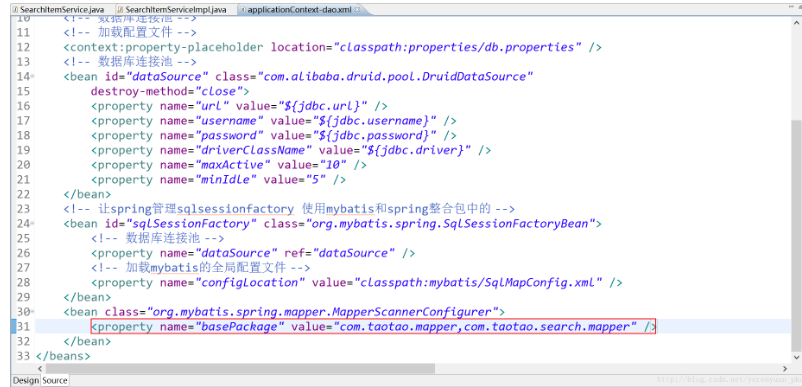 SearchItemService.java SearchItemServiceImpl.java applicationContext-dao.xml
10 <!-- 数据库连接池 -->
11 <!-- 加载配置文件 -->
12 <context:property-placeholder location="classpath:properties/db.properties" />
13 <!-- 数据库连接池 -->
14 <bean id="dataSource" class="com.alibaba.druid.pool.DruidDataSource"
15 destroy-method="close">
16 <property name="url" value="${jdbc.url}" />
17 <property name="username" value="${jdbc.username}" />
18 <property name="password" value="${jdbc.password}" />
19 <property name="driverClassName" value="${jdbc.driver}" />
20 <property name="maxActive" value="10" />
21 <property name="minIdle" value="5" />
22 </bean>
23 <!-- 让spring管理sqlsessionfactory 使用mybatis和spring整合包中的 -->
24 <bean id="sqlSessionFactory" class="org.mybatis.spring.SqlSessionFactoryBean">
25 <!-- 数据库连接池 -->
26 <property name="dataSource" ref="dataSource" />
27 <!-- 加载mybatis的全局配置文件 -->
28 <property name="configLocation" value="classpath:mybatis/SqlMapConfig.xml" />
29 </bean>
30 <bean class="org.mybatis.spring.mapper.MapperScannerConfigurer">
31 <property name="basePackage" value="com.taotao.mapper,com.taotao.search.mapper" />
32 </bean>
33 </beans>
Design Source